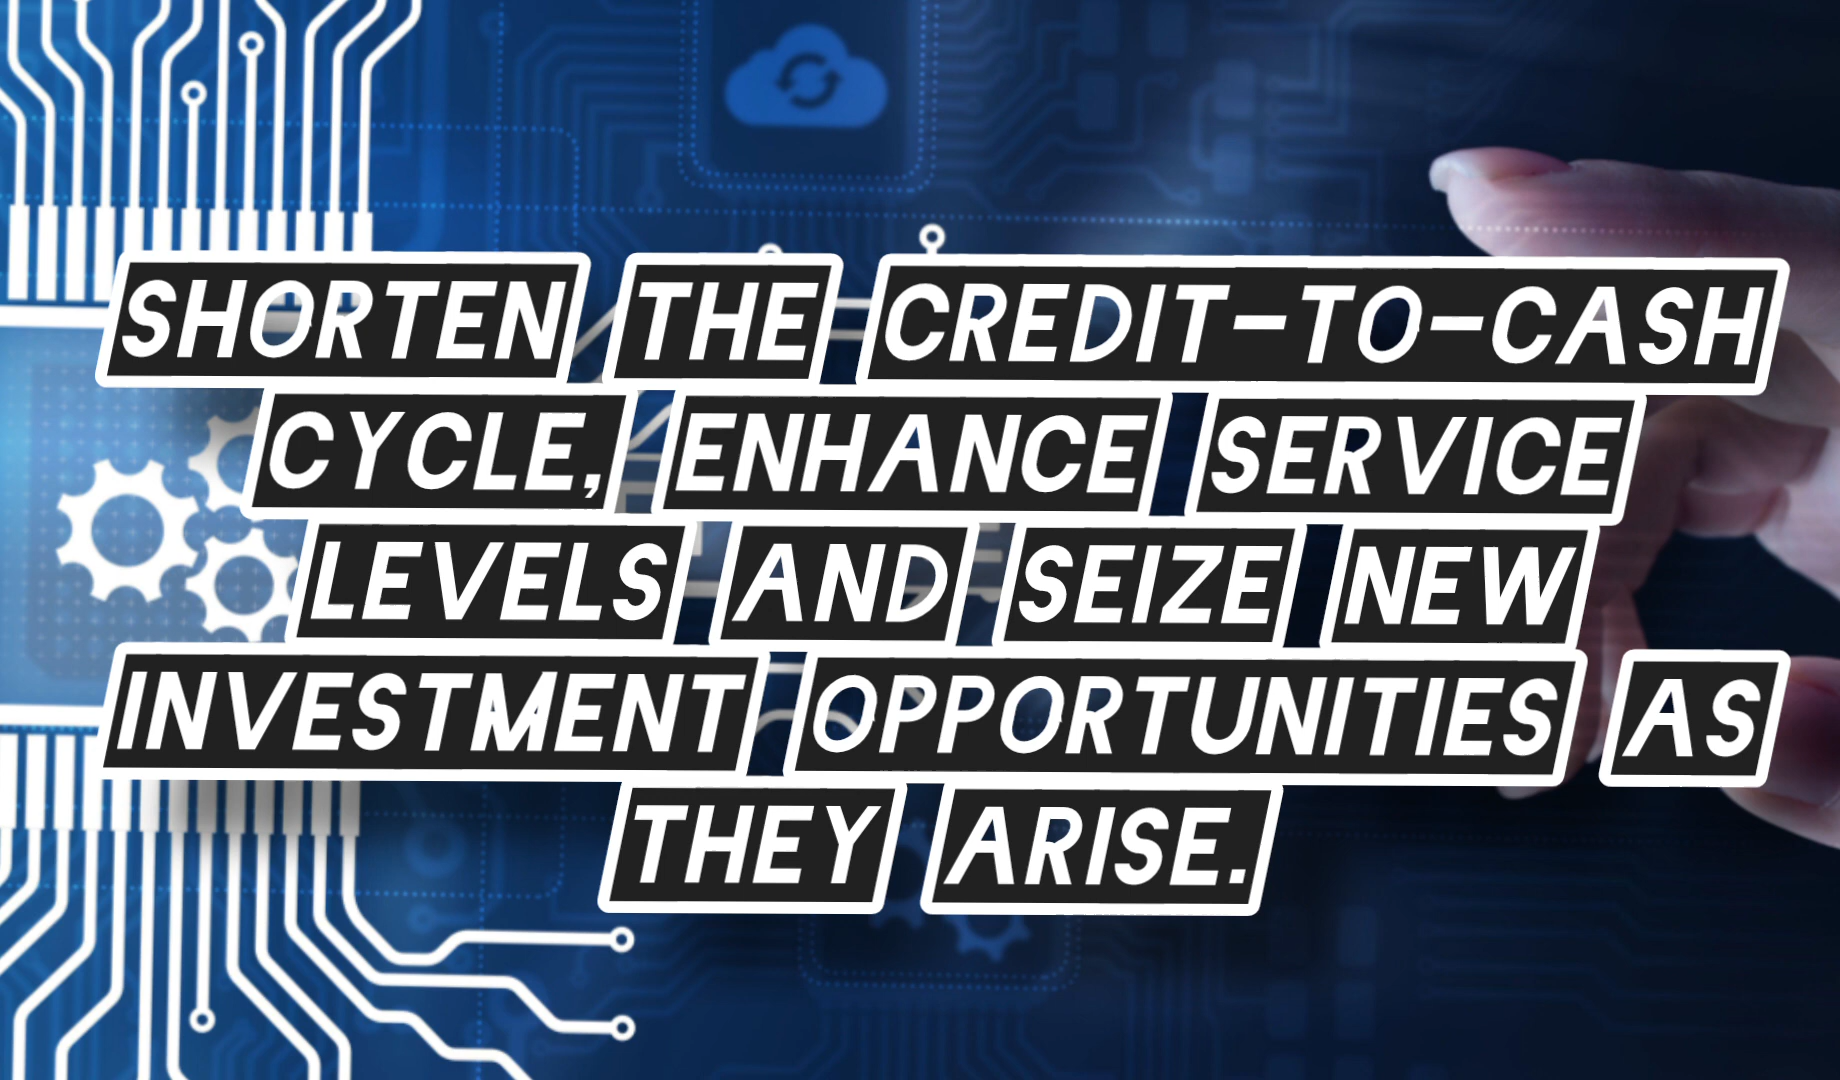 SHORTEN THE CREDIT-TO-CASH
CYCLE, ENHANCE SERVICE
LEVELS AND SEIZE NEW
INVESTMENT OPPORTUNITIES AS
THEY ARISE.